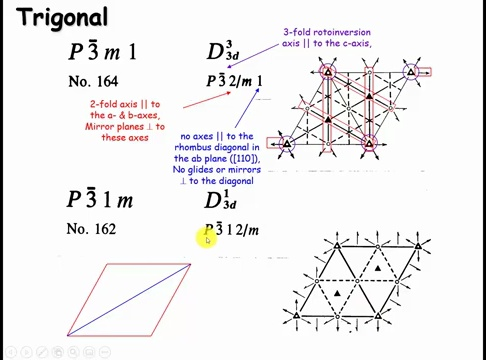 Trigonal
P 3̄ m 1
D³3d
3-fold rotoinversion
axis || to the c-axis,
No. 164
P 3̄ 2/m 1
2-fold axis || to
the a- & b-axes,
Mirror planes ⊥ to
these axes
no axes || to the
rhombus diagonal in
the ab plane ([110]),
No glides or mirrors
⊥ to the diagonal
P 3̄ 1 m
D¹3d
No. 162
P 3̄ 1 2/m